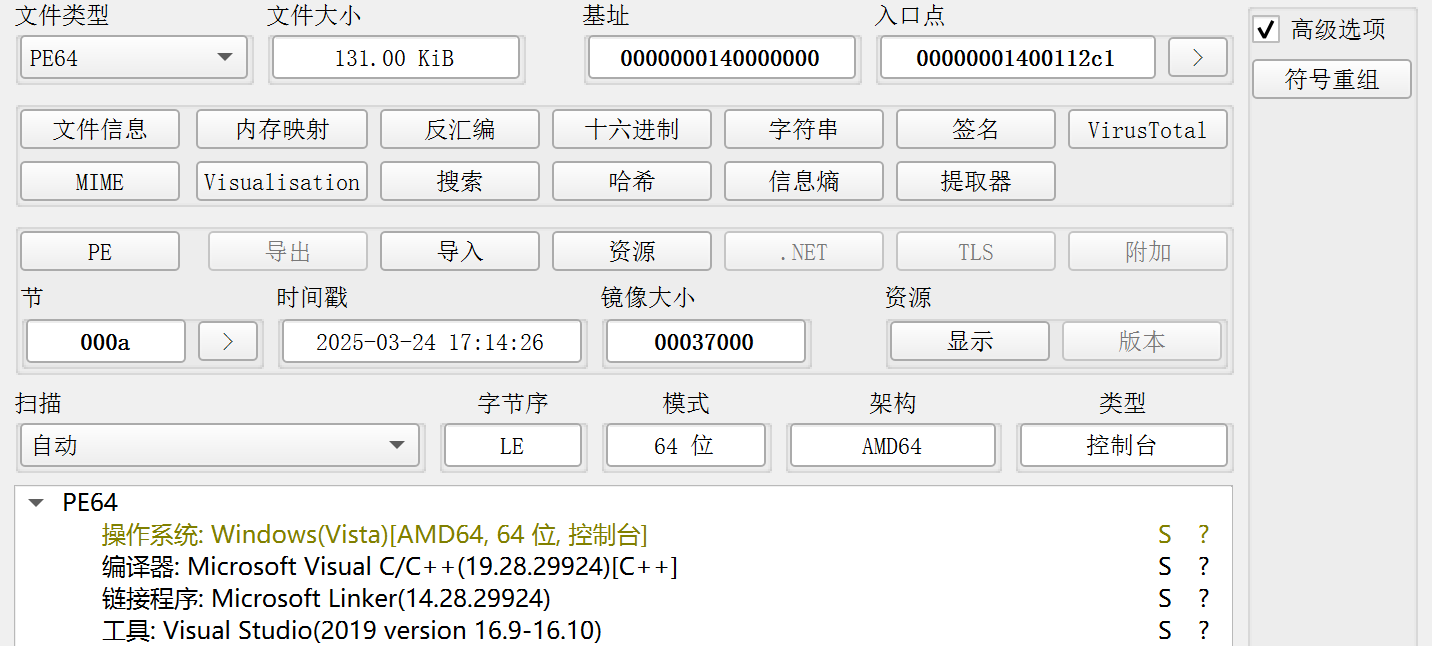 文件类型 文件大小 基址 入口点
PE64 131.00 KiB 0000000140000000 00000001400112c1 > 高级选项
符号重组
文件信息 内存映射 反汇编 十六进制 字符串 签名 VirusTotal
MIME Visualisation 搜索 哈希 信息熵 提取器
PE 导出 导入 资源 .NET TLS 附加
节 时间戳 镜像大小 资源
000a > 2025-03-24 17:14:26 00037000 显示 版本
扫描 字节序 模式 架构 类型
自动 LE 64 位 AMD64 控制台
PE64
操作系统: Windows(Vista)[AMD64, 64 位, 控制台] S ?
编译器: Microsoft Visual C/C++(19.28.29924)[C++] S ?
链接程序: Microsoft Linker(14.28.29924) S ?
工具: Visual Studio(2019 version 16.9-16.10) S ?